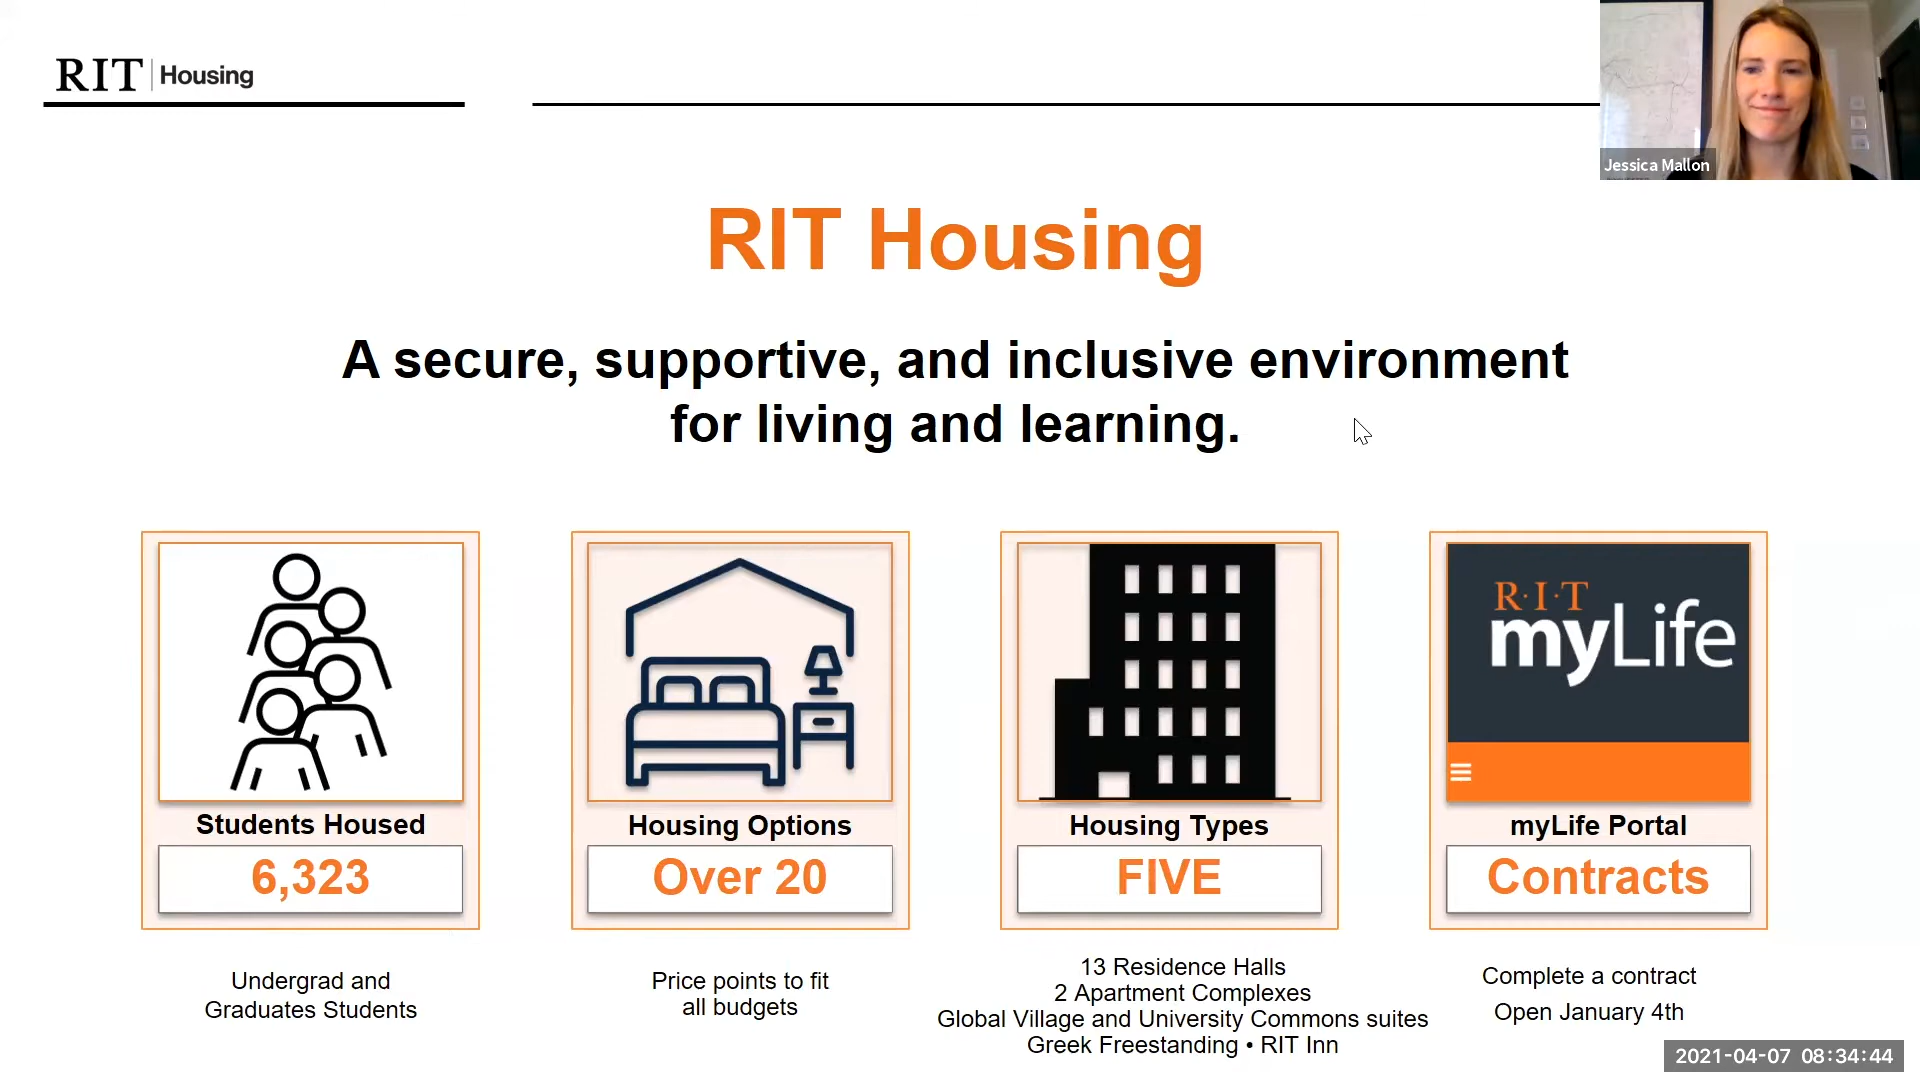 RIT | Housing
Jessica Mallon
RIT Housing
A secure, supportive, and inclusive environment
for living and learning.
R·I·T
myLife
Students Housed
6,323
Undergrad and
Graduates Students
Housing Options
Over 20
Price points to fit
all budgets
Housing Types
FIVE
13 Residence Halls
2 Apartment Complexes
Global Village and University Commons suites
Greek Freestanding • RIT Inn
myLife Portal
Contracts
Complete a contract
Open January 4th
2021-04-07 08:34:44